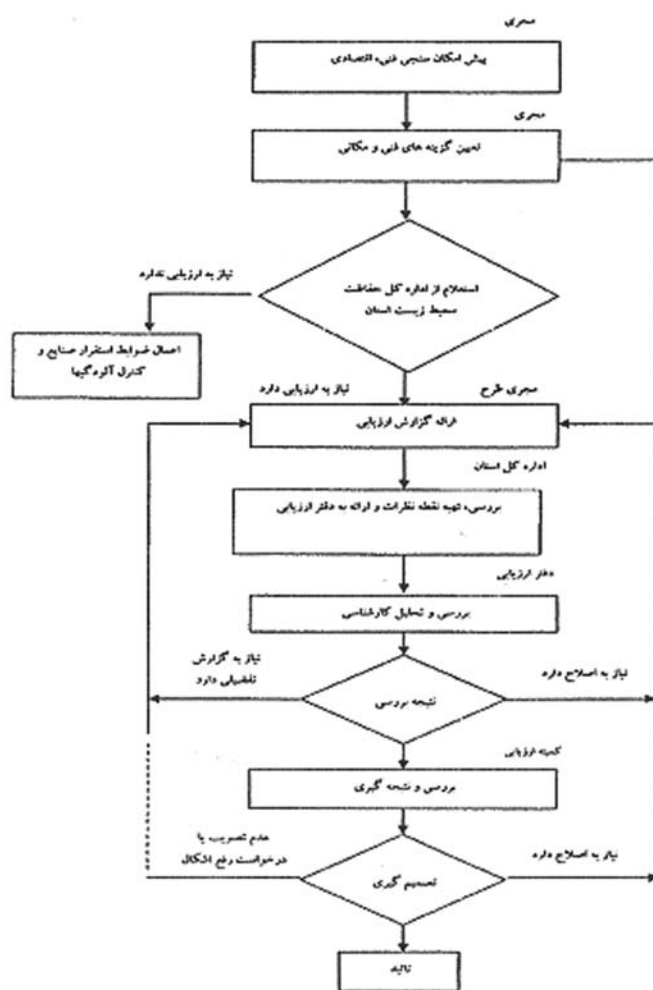 مجری
پیش امکان سنجی فنی، اقتصادی
مجری
تعیین گزینه های فنی و مکانی
استعلام از اداره کل حفاظت
محیط زیست استان
نیاز به ارزیابی ندارد
اعمال ضوابط استقرار صنایع و
کنترل آلودگیها
نیاز به ارزیابی دارد
مجری طرح
ارائه گزارش ارزیابی
اداره کل استان
بررسی، تهیه نقطه نظرات و ارائه به دفتر ارزیابی
دفتر ارزیابی
بررسی و تحلیل کارشناسی
نتیجه بررسی
نیاز به اصلاح دارد
نیاز به گزارش
تفصیلی دارد
کمیته ارزیابی
بررسی و نتیجه گیری
تصمیم گیری
نیاز به اصلاح دارد
عدم تصویب یا
درخواست رفع اشکال
تائید